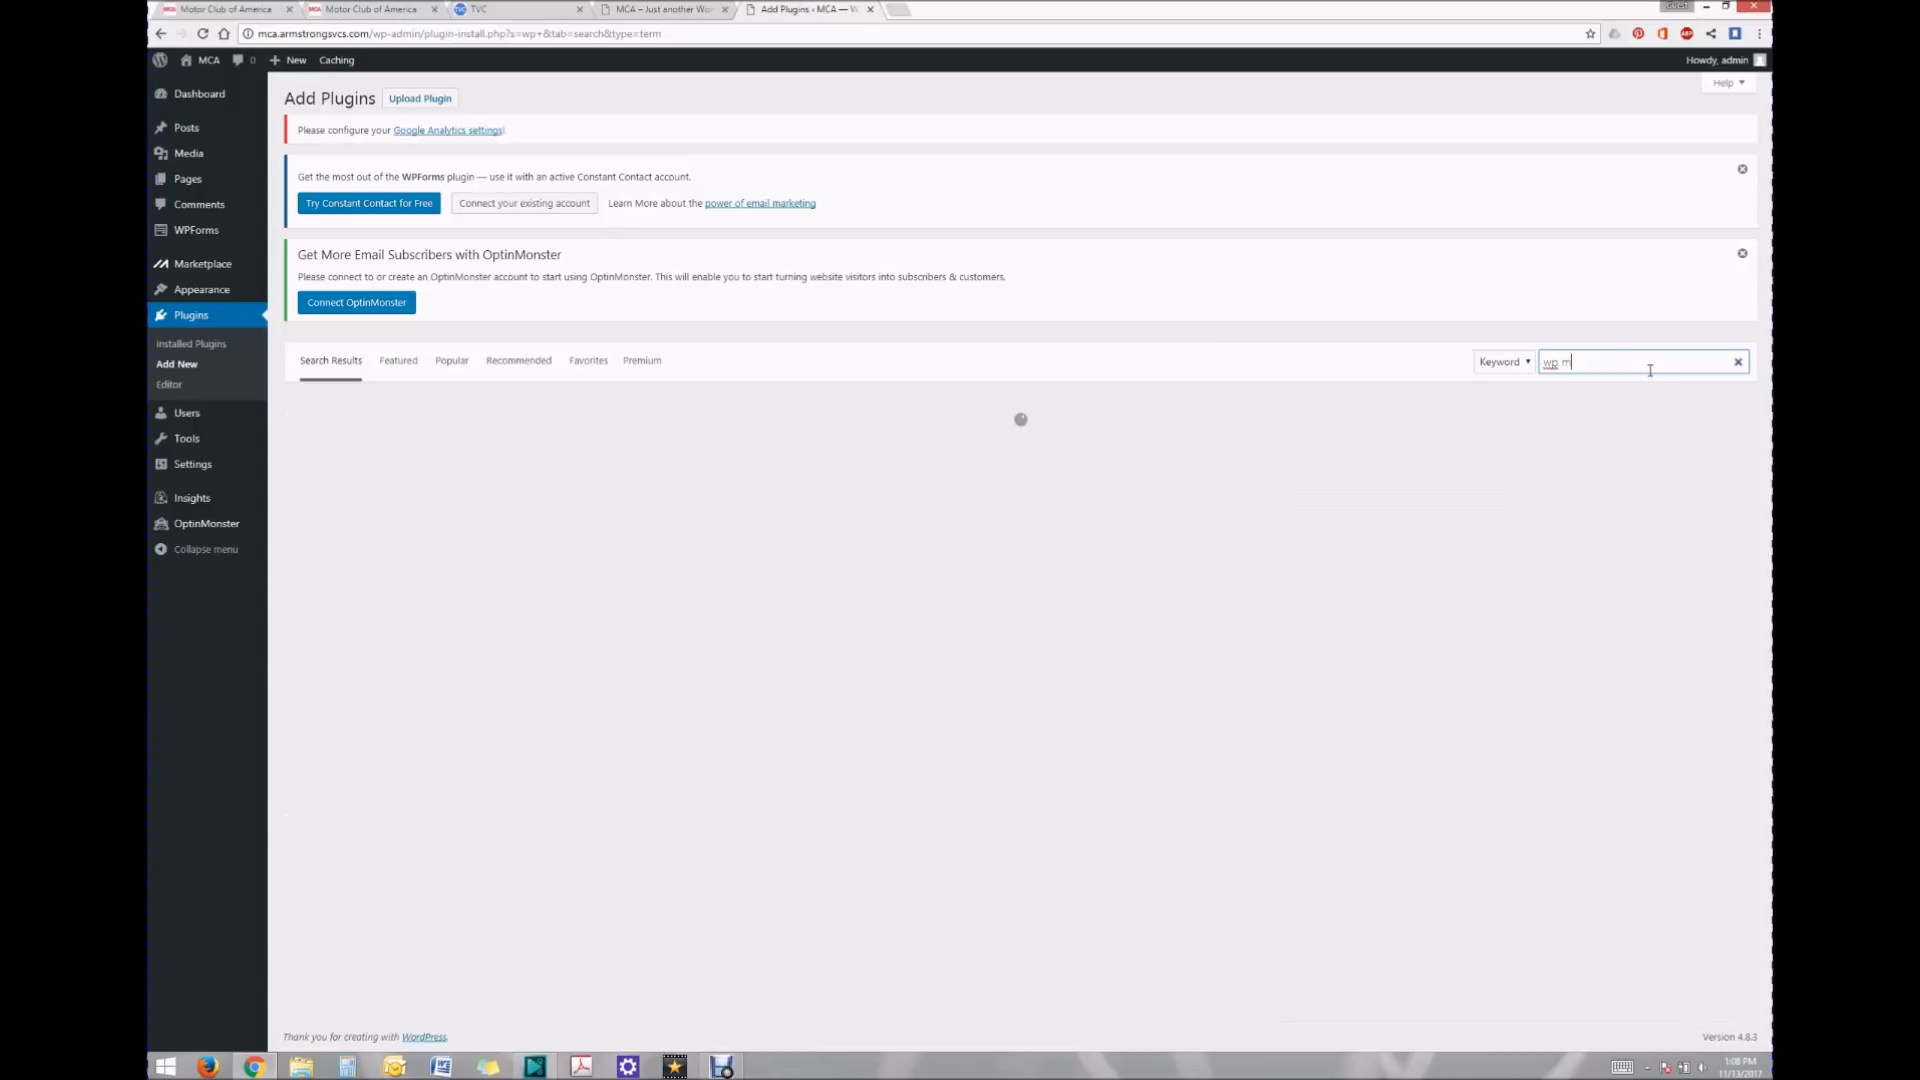 Motor Club of America
Motor Club of America
TVC
MCA – Just another Wo
Add Plugins ‹ MCA — W
Guest
mca.armstrongsvcs.com/wp-admin/plugin-install.php?s=wp+&tab=search&type=term
MCA
0
New
Caching
Howdy, admin
Dashboard
Posts
Media
Pages
Comments
WPForms
Marketplace
Appearance
Plugins
Installed Plugins
Add New
Editor
Users
Tools
Settings
Insights
OptinMonster
Collapse menu
Help
Add Plugins
Upload Plugin
Please configure your Google Analytics settings!
Get the most out of the WPForms plugin — use it with an active Constant Contact account.
Try Constant Contact for Free
Connect your existing account
Learn More about the power of email marketing
Get More Email Subscribers with OptinMonster
Please connect to or create an OptinMonster account to start using OptinMonster. This will enable you to start turning website visitors into subscribers & customers.
Connect OptinMonster
Search Results
Featured
Popular
Recommended
Favorites
Premium
Keyword
wp m
Thank you for creating with WordPress.
Version 4.8.3
1:08 PM
11/13/2017